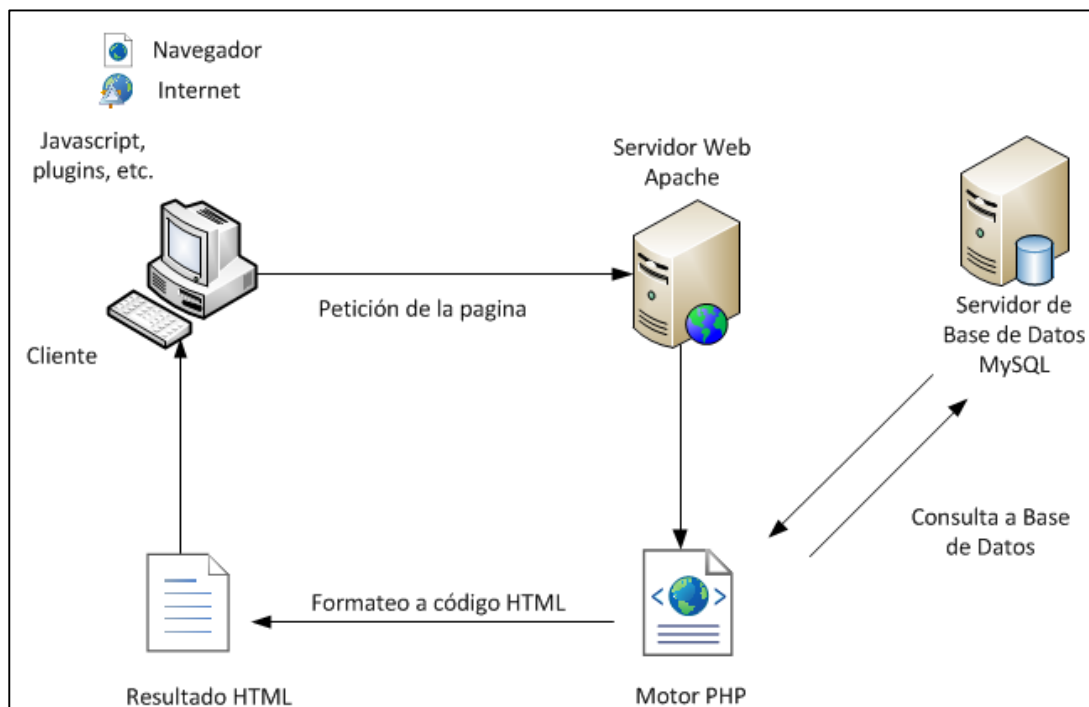 Navegador
Internet
Javascript,
plugins, etc.
Servidor Web
Apache
Petición de la pagina
Cliente
Servidor de
Base de Datos
MySQL
Consulta a Base
de Datos
Formateo a código HTML
Resultado HTML
Motor PHP